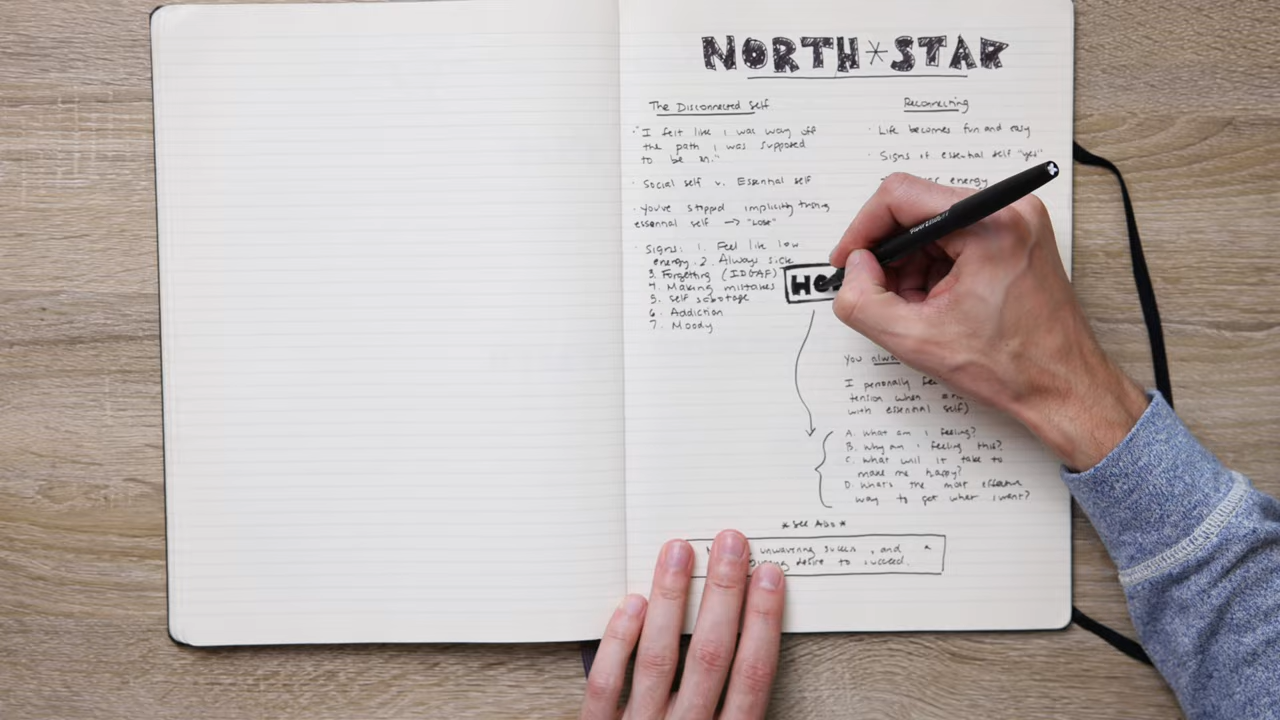 NORTH * STAR
The Disconnected Self
· "I felt like I was way off
the path I was supposed
to be on."
· Social self v. Essential self
· You've stopped implicitly trusting
essential self → "Lose"
· Signs: 1. Feel like low
energy. 2. Always sick
3. Forgetting (IDGAF)
4. Making mistakes
5. Self sabotage
6. Addiction
7. Moody
Reconnecting
· Life becomes fun and easy
· Signs of essential self "yes"
energy
You
I personally
tension when
with essential self)
A. What am I feeling?
B. Why am I feeling this?
C. What will it take to
make me happy?
D. What's the most effective
way to get what I want?
* See Also *
unwavering , and a
desire to succeed.